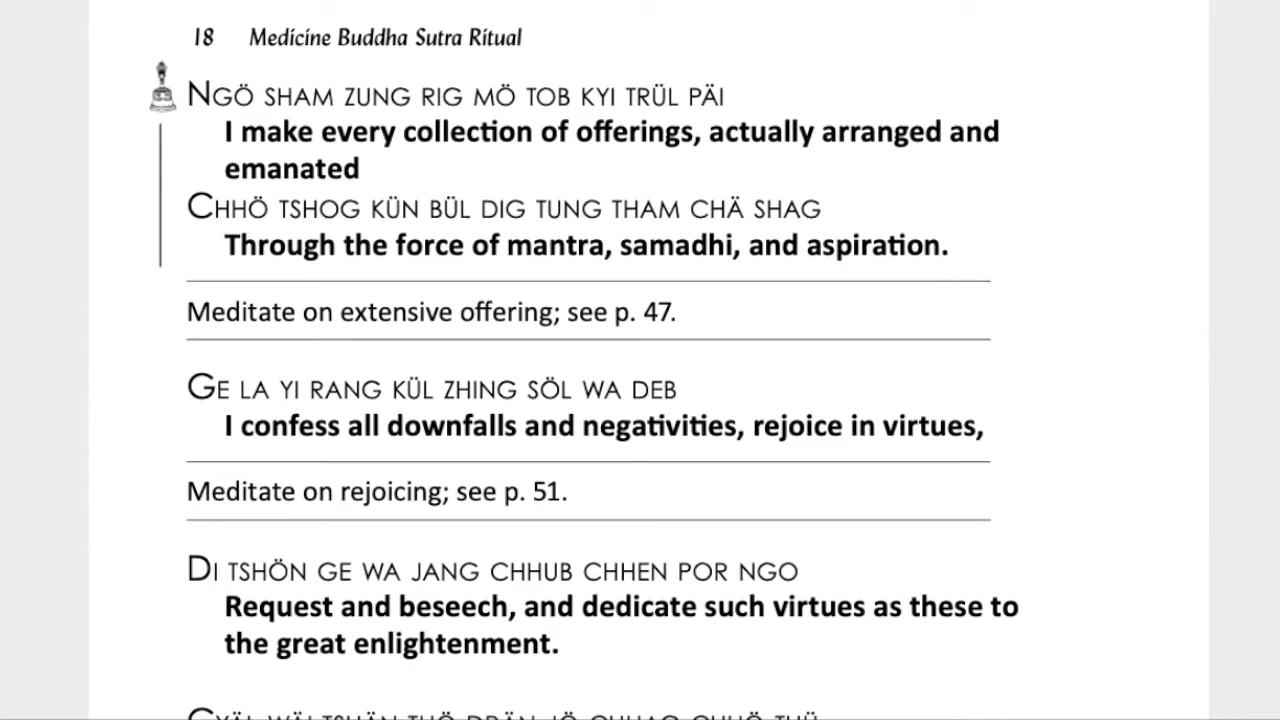 18 Medicine Buddha Sutra Ritual
NGÖ SHAM ZUNG RIG MÖ TOB KYI TRÜL PÄI
I make every collection of offerings, actually arranged and
emanated
CHHÖ TSHOG KÜN BÜL DIG TUNG THAM CHÄ SHAG
Through the force of mantra, samadhi, and aspiration.
Meditate on extensive offering; see p. 47.
GE LA YI RANG KÜL ZHING SÖL WA DEB
I confess all downfalls and negativities, rejoice in virtues,
Meditate on rejoicing; see p. 51.
DI TSHÖN GE WA JANG CHHUB CHHEN POR NGO
Request and beseech, and dedicate such virtues as these to
the great enlightenment.